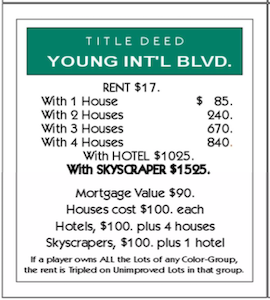 TITLE DEED
YOUNG INT'L BLVD.
RENT $17.
With 1 House $ 85.
With 2 Houses 240.
With 3 Houses 670.
With 4 Houses 840.
With HOTEL $1025.
With SKYSCRAPER $1525.
Mortgage Value $90.
Houses cost $100. each
Hotels, $100. plus 4 houses
Skyscrapers, $100. plus 1 hotel
If a player owns ALL the Lots of any Color-Group,
the rent is Tripled on Unimproved Lots in that group.